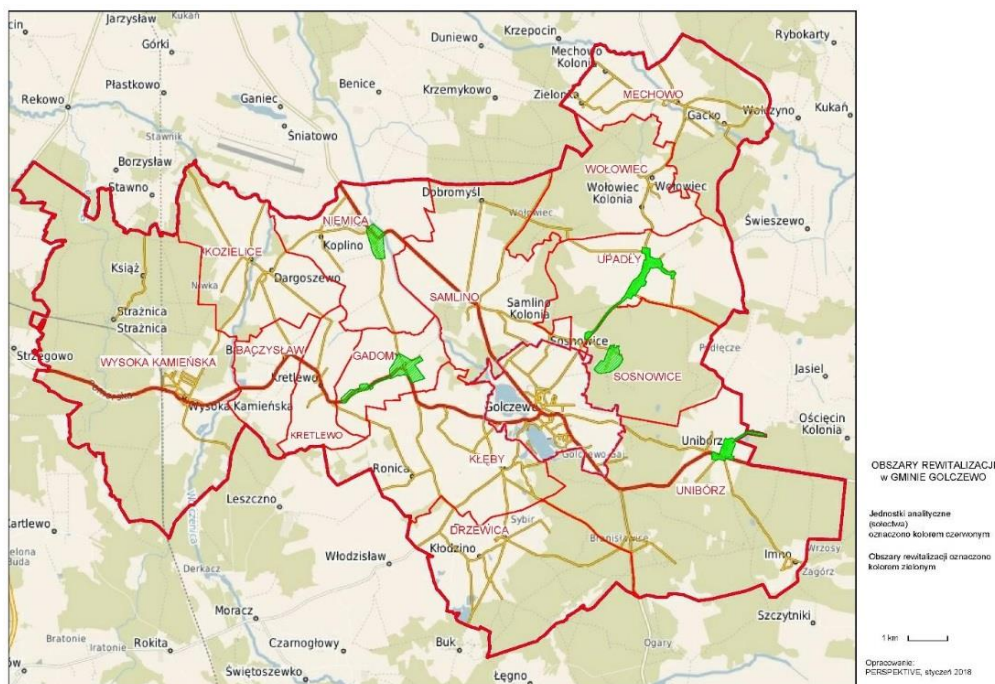 Jarzysław
Kukań
Górki
Płastkowo
Rekowo
Ganiec
Śniatowo
Stawnik
Borzysław
Stawno
Duniewo
Krzepocin
Mechowo
Kolonia
Rybokarty
Benice
Krzemykowo
Zielonka
MECHOWO
Gacko
Kukań
WOŁOWIEC
Wołowiec
Wołowiec
Kolonia
Dobromyśl
Wołowiec
Świeszewo
NIEMICA
Koplino
KOZIELICE
Dargoszewo
Książ
Niwka
UPADŁY
Strażnica
Strażnica
SAMLINO
Samlino
Kolonia
Sosnowice
Podłęcze
Strzegowo
WYSOKA KAMIEŃSKA
BACZYSŁAW
GADOM
SOSNOWICE
Jasiel
Kretlewo
Wysoka Kamieńska
Golczewo
Ościęcin
Kolonia
KRETLEWO
Unibórz
KŁĘBY
Ronica
UNIBÓRZ
Leszczno
Sybir
DRZEWICA
Włodzisław
Kłodzino
Imno
Wrzosy
Zagórz
Derkacz
Moracz
Szczytniki
Bratonie
Iratonie
Rokita
Czarnogłowy
Buk
Ogary
Świętoszewko
Łęgno
OBSZARY REWITALIZACJI
w GMINIE GOLCZEWO
Jednostki analityczne
(sołectwa)
oznaczono kolorem czerwonym
Obszary rewitalizacji oznaczono
kolorem zielonym
1 km
Opracowanie:
PERSPEKTIVE, styczeń 2018